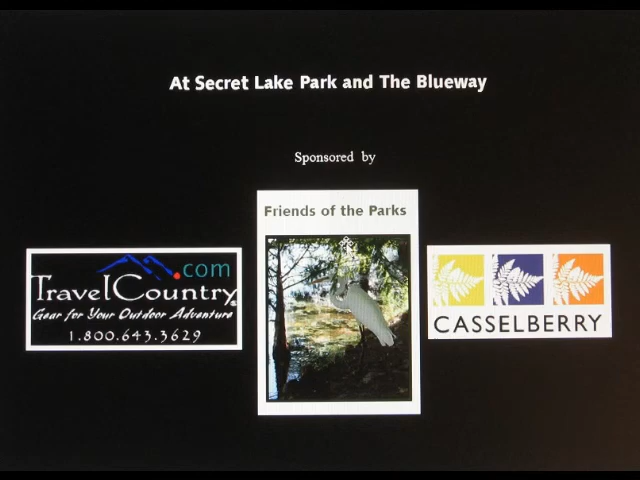 At Secret Lake Park and The Blueway
Sponsored by
Friends of the Parks
.com
TravelCountry
Gear for Your Outdoor Adventure
1.800.643.3629
CASSELBERRY